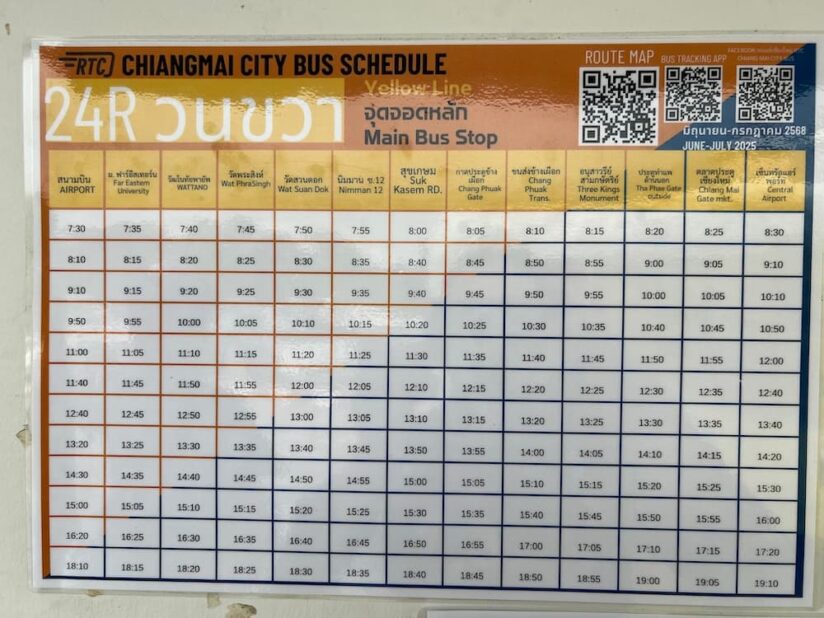 RTC CHIANGMAI CITY BUS SCHEDULE
24R วนขวา
Yellow Line
จุดจอดหลัก
Main Bus Stop
ROUTE MAP
BUS TRACKING APP
CHIANG MAI CITY BUS
มิถุนายน-กรกฎาคม 2568
JUNE-JULY 2025
สนามบิน AIRPORT
ม. ฟาร์อีสเทอร์น Far Eastern University
วัฒโนทัยพายัพ WATTANO
วัดพระสิงห์ Wat PhraSingh
วัดสวนดอก Wat Suan Dok
นิมมาน ซ.12 Nimman 12
สุขเกษม Suk Kasem RD.
กาดประตูช้างเผือก Chang Phuak Gate
ขนส่งช้างเผือก Chang Phuak Trans.
อนุสาวรีย์สามกษัตริย์ Three Kings Monument
ประตูท่าแพด้านนอก Tha Phae Gate outside
ตลาดประตูเชียงใหม่ Chiang Mai Gate mkt.
เซ็นทรัลแอร์พอร์ท Central Airport
7:30 7:35 7:40 7:45 7:50 7:55 8:00 8:05 8:10 8:15 8:20 8:25 8:30
8:10 8:15 8:20 8:25 8:30 8:35 8:40 8:45 8:50 8:55 9:00 9:05 9:10
9:10 9:15 9:20 9:25 9:30 9:35 9:40 9:45 9:50 9:55 10:00 10:05 10:10
9:50 9:55 10:00 10:05 10:10 10:15 10:20 10:25 10:30 10:35 10:40 10:45 10:50
11:00 11:05 11:10 11:15 11:20 11:25 11:30 11:35 11:40 11:45 11:50 11:55 12:00
11:40 11:45 11:50 11:55 12:00 12:05 12:10 12:15 12:20 12:25 12:30 12:35 12:40
12:40 12:45 12:50 12:55 13:00 13:05 13:10 13:15 13:20 13:25 13:30 13:35 13:40
13:20 13:25 13:30 13:35 13:40 13:45 13:50 13:55 14:00 14:05 14:10 14:15 14:20
14:30 14:35 14:40 14:45 14:50 14:55 15:00 15:05 15:10 15:15 15:20 15:25 15:30
15:00 15:05 15:10 15:15 15:20 15:25 15:30 15:35 15:40 15:45 15:50 15:55 16:00
16:20 16:25 16:30 16:35 16:40 16:45 16:50 16:55 17:00 17:05 17:10 17:15 17:20
18:10 18:15 18:20 18:25 18:30 18:35 18:40 18:45 18:50 18:55 19:00 19:05 19:10